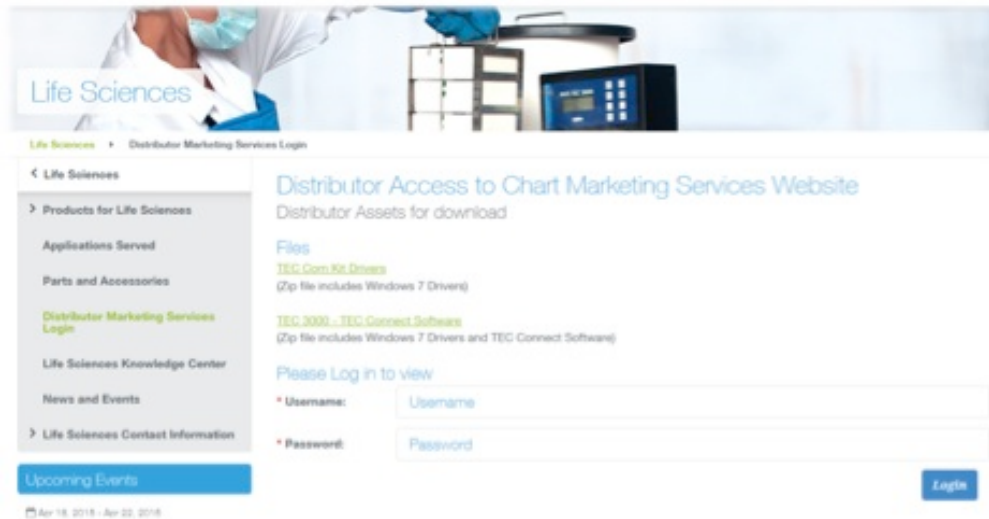 Life Sciences
Life Sciences › Distributor Marketing Services Login
< Life Sciences
> Products for Life Sciences
Applications Served
Parts and Accessories
Distributor Marketing Services
Login
Life Sciences Knowledge Center
News and Events
> Life Sciences Contact Information
Upcoming Events
Apr 18, 2016 - Apr 22, 2016
Distributor Access to Chart Marketing Services Website
Distributor Assets for download
Files
TEC Com Kit Drivers
(Zip file includes Windows 7 Drivers)
TEC 3000 - TEC Connect Software
(Zip file includes Windows 7 Drivers and TEC Connect Software)
Please Log in to view
* Username: Username
* Password: Password
Login